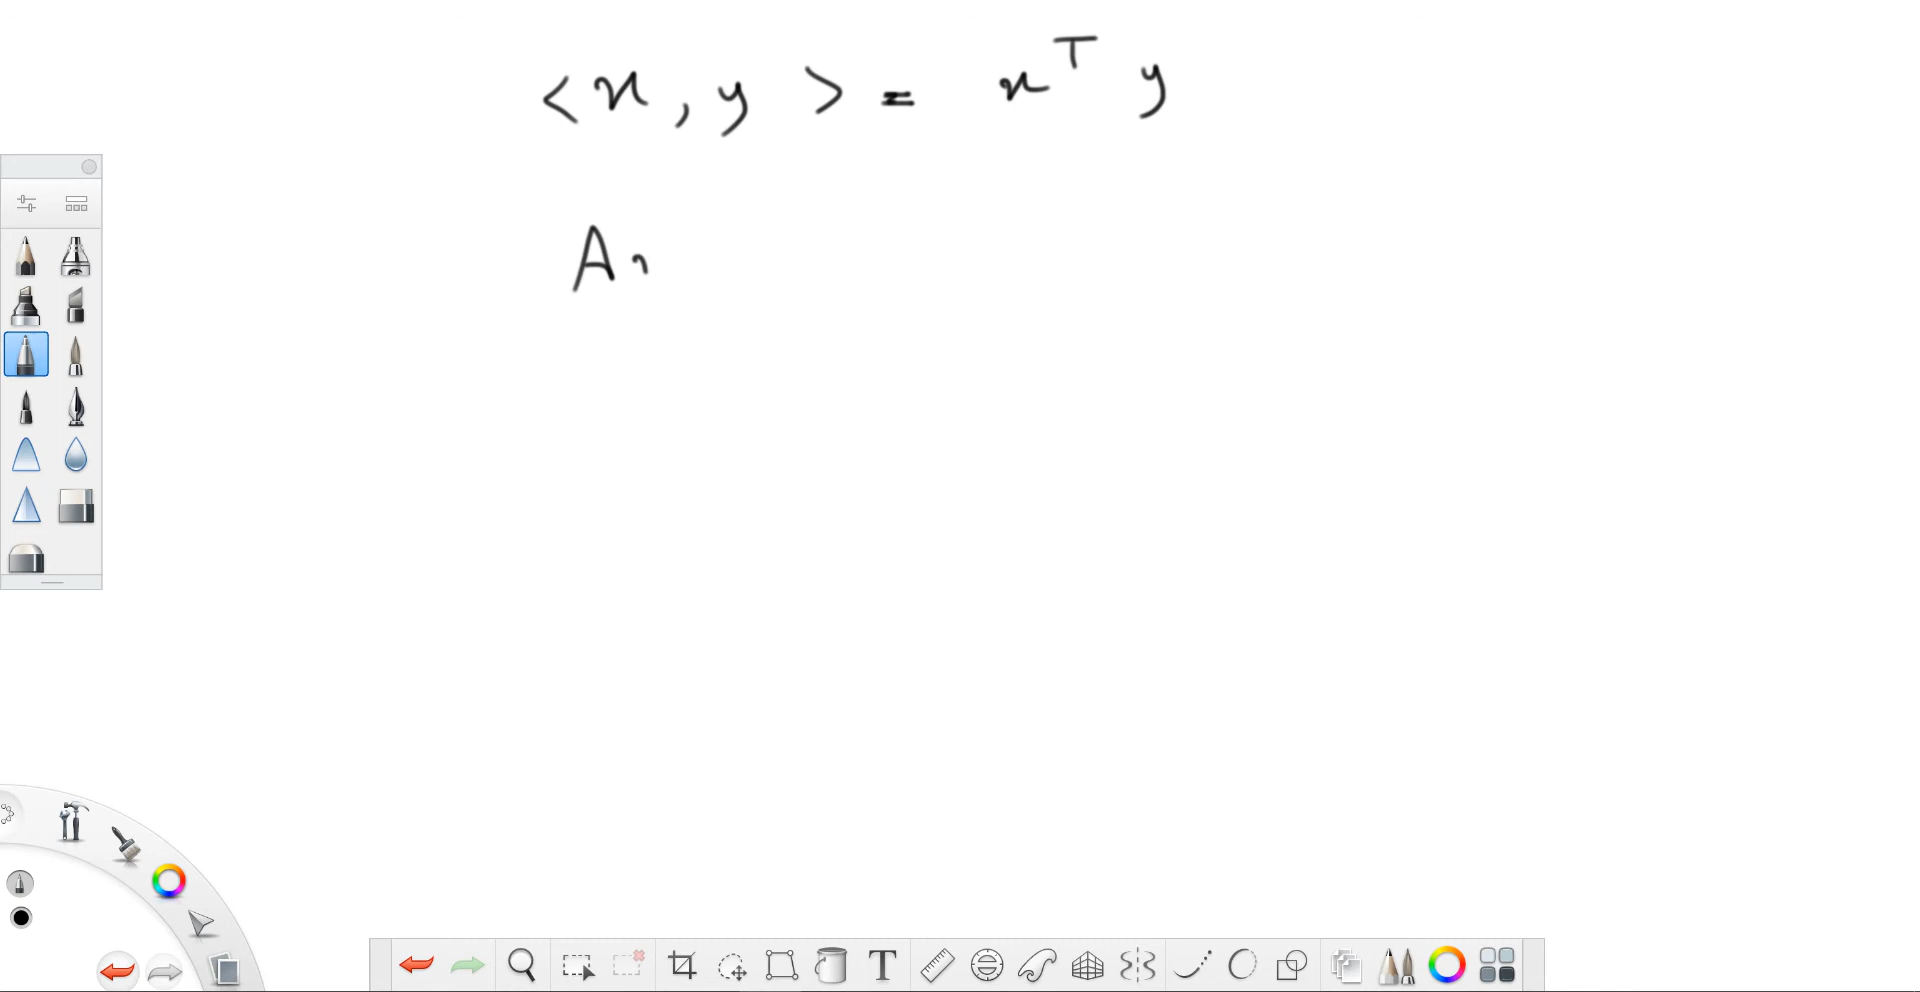 < x , y > = x^T y
A